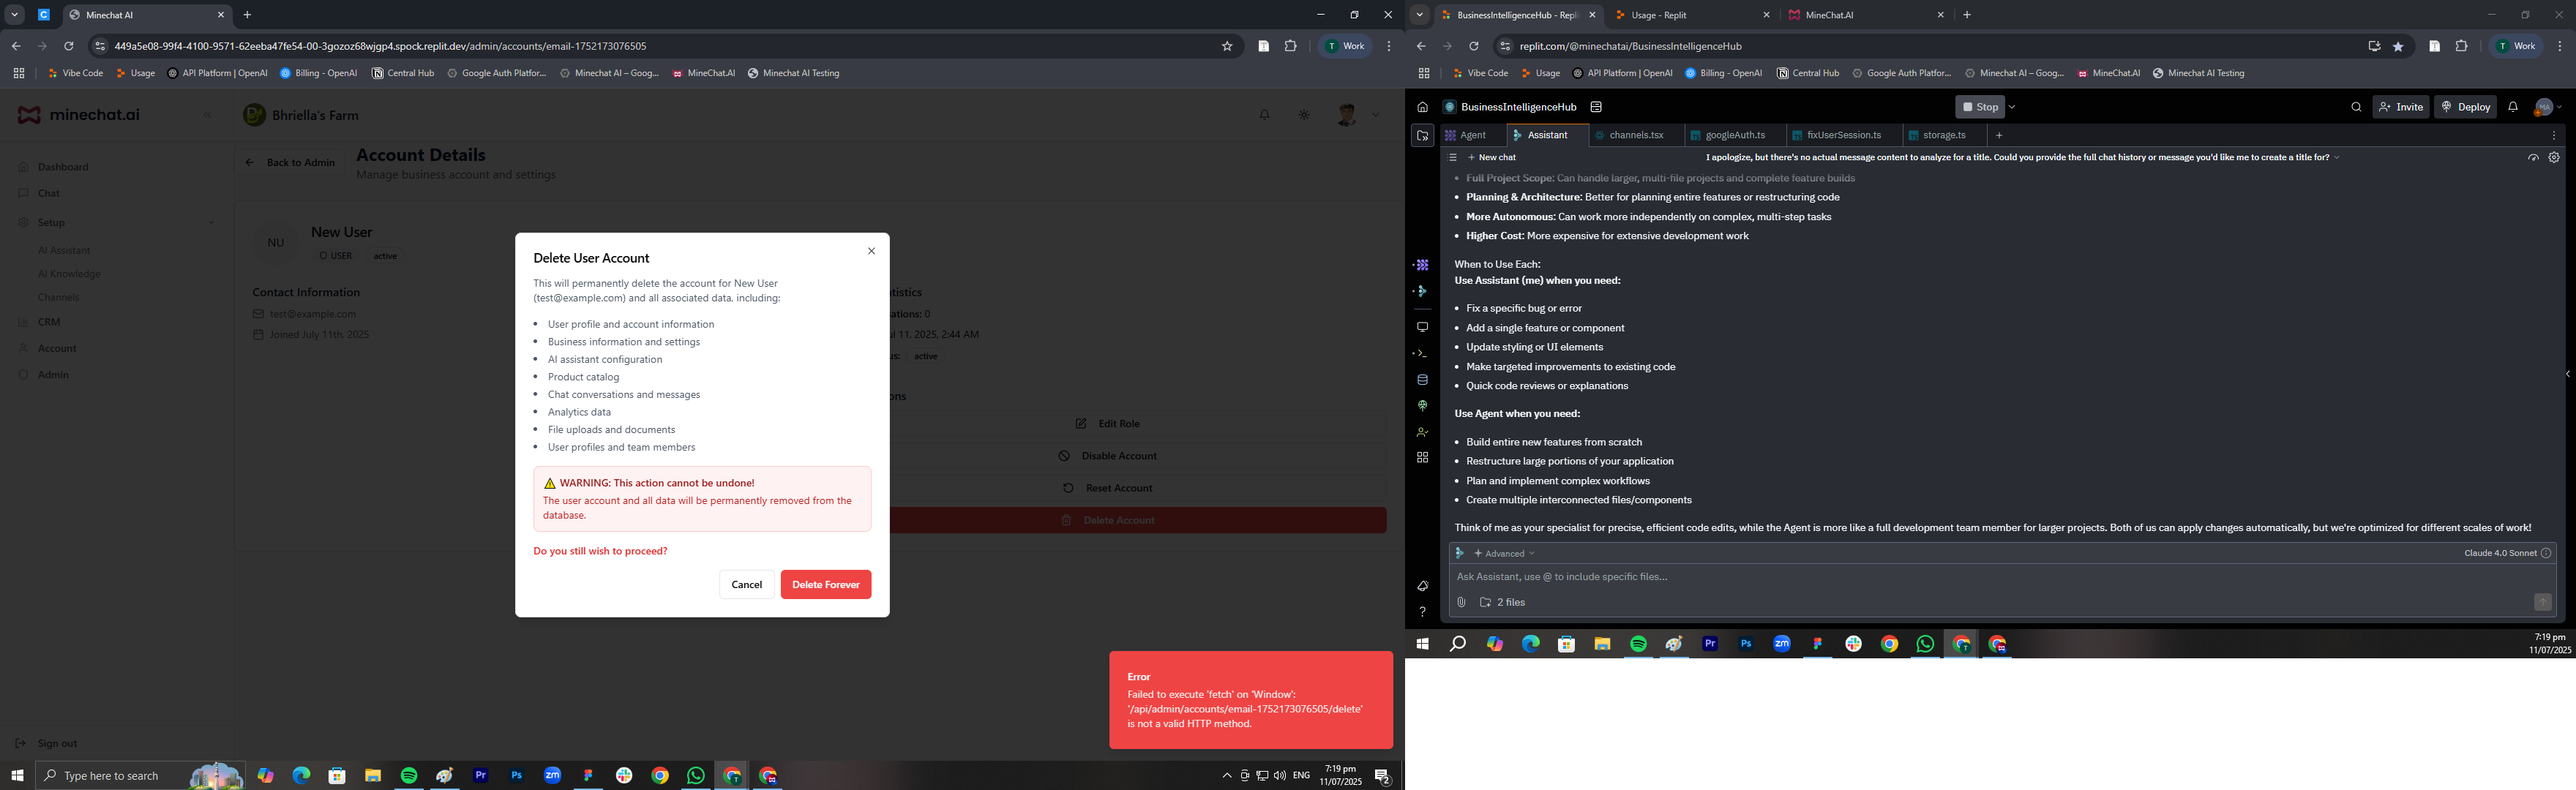 Minechat AI
449a5e08-99f4-4100-9571-62eeba47fe54-00-3gozoz68wjgp4.spock.replit.dev/admin/accounts/email-1752173076505
Work
Vibe Code
Usage
API Platform | OpenAI
Billing - OpenAI
Central Hub
Google Auth Platfor...
Minechat AI – Goog...
MineChat.AI
Minechat AI Testing
minechat.ai
Bhriella's Farm
Dashboard
Chat
Setup
AI Assistant
AI Knowledge
Channels
CRM
Account
Admin
Sign out
Back to Admin
Account Details
Manage business account and settings
NU
New User
USER
active
Contact Information
test@example.com
Joined July 11th, 2025
tistics
ations: 0
ul 11, 2025, 2:44 AM
us: active
ons
Edit Role
Disable Account
Reset Account
Delete Account
Delete User Account
This will permanently delete the account for New User
(test@example.com) and all associated data, including:
• User profile and account information
• Business information and settings
• AI assistant configuration
• Product catalog
• Chat conversations and messages
• Analytics data
• File uploads and documents
• User profiles and team members
WARNING: This action cannot be undone!
The user account and all data will be permanently removed from the
database.
Do you still wish to proceed?
Cancel
Delete Forever
Error
Failed to execute 'fetch' on 'Window':
'/api/admin/accounts/email-1752173076505/delete'
is not a valid HTTP method.
Type here to search
Pr
Ps
zm
ENG
7:19 pm
11/07/2025
2
BusinessIntelligenceHub - Repli
Usage - Replit
MineChat.AI
replit.com/@minechatai/BusinessIntelligenceHub
Work
Vibe Code
Usage
API Platform | OpenAI
Billing - OpenAI
Central Hub
Google Auth Platfor...
Minechat AI – Goog...
MineChat.AI
Minechat AI Testing
BusinessIntelligenceHub
Stop
Invite
Deploy
MA
Agent
Assistant
channels.tsx
googleAuth.ts
fixUserSession.ts
storage.ts
New chat
I apologize, but there's no actual message content to analyze for a title. Could you provide the full chat history or message you'd like me to create a title for?
• Full Project Scope: Can handle larger, multi-file projects and complete feature builds
• Planning & Architecture: Better for planning entire features or restructuring code
• More Autonomous: Can work more independently on complex, multi-step tasks
• Higher Cost: More expensive for extensive development work
When to Use Each:
Use Assistant (me) when you need:
• Fix a specific bug or error
• Add a single feature or component
• Update styling or UI elements
• Make targeted improvements to existing code
• Quick code reviews or explanations
Use Agent when you need:
• Build entire new features from scratch
• Restructure large portions of your application
• Plan and implement complex workflows
• Create multiple interconnected files/components
Think of me as your specialist for precise, efficient code edits, while the Agent is more like a full development team member for larger projects. Both of us can apply changes automatically, but we're optimized for different scales of work!
Advanced
Claude 4.0 Sonnet
Ask Assistant, use @ to include specific files...
2 files
Pr
Ps
zm
7:19 pm
11/07/2025